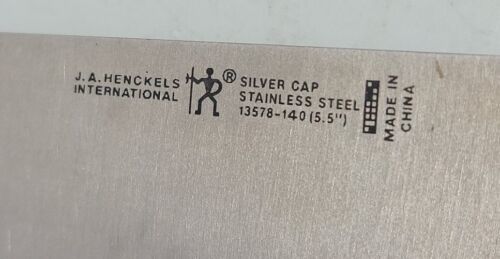 J.A. HENCKELS
INTERNATIONAL
®
SILVER CAP
STAINLESS STEEL
13578-140 (5.5")
MADE IN
CHINA